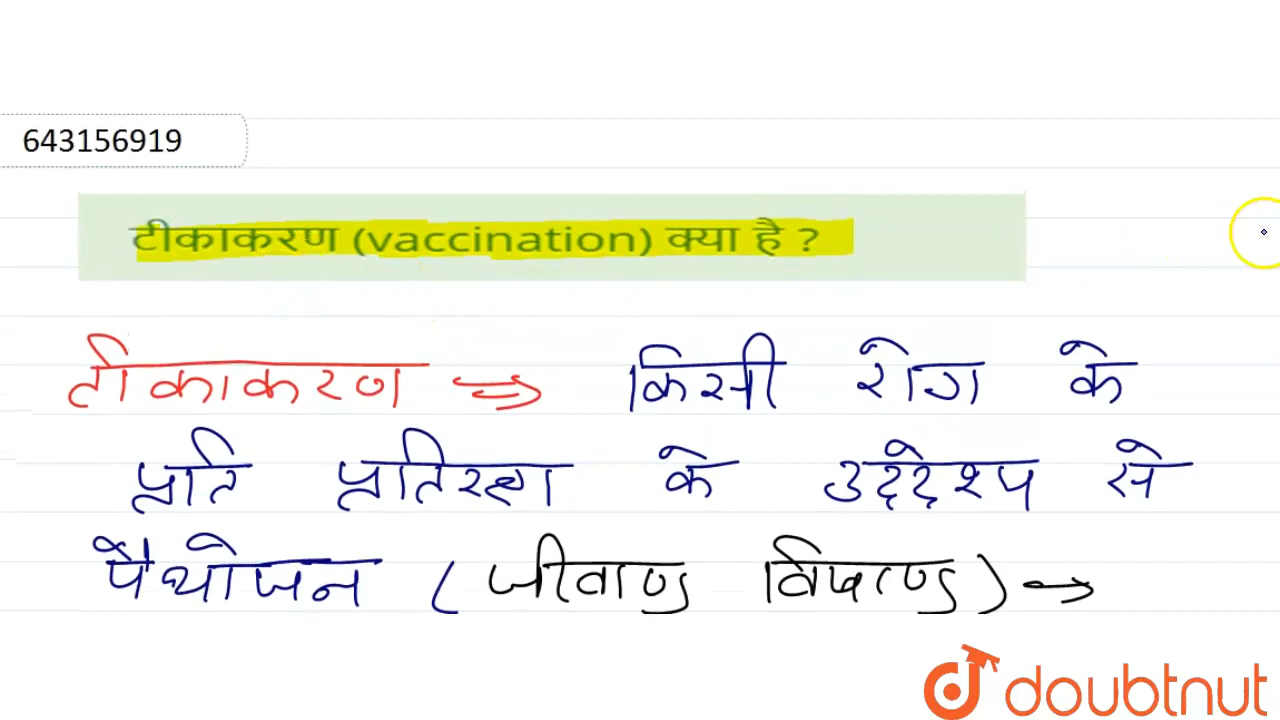 643156919
टीकाकरण (vaccination) क्या है ?
टीकाकरण ⇒ किसी रोग के
प्रति प्रतिरक्षा के उद्देश्य से
पैथोजन (जीवाणु विषाणु) →
doubtnut